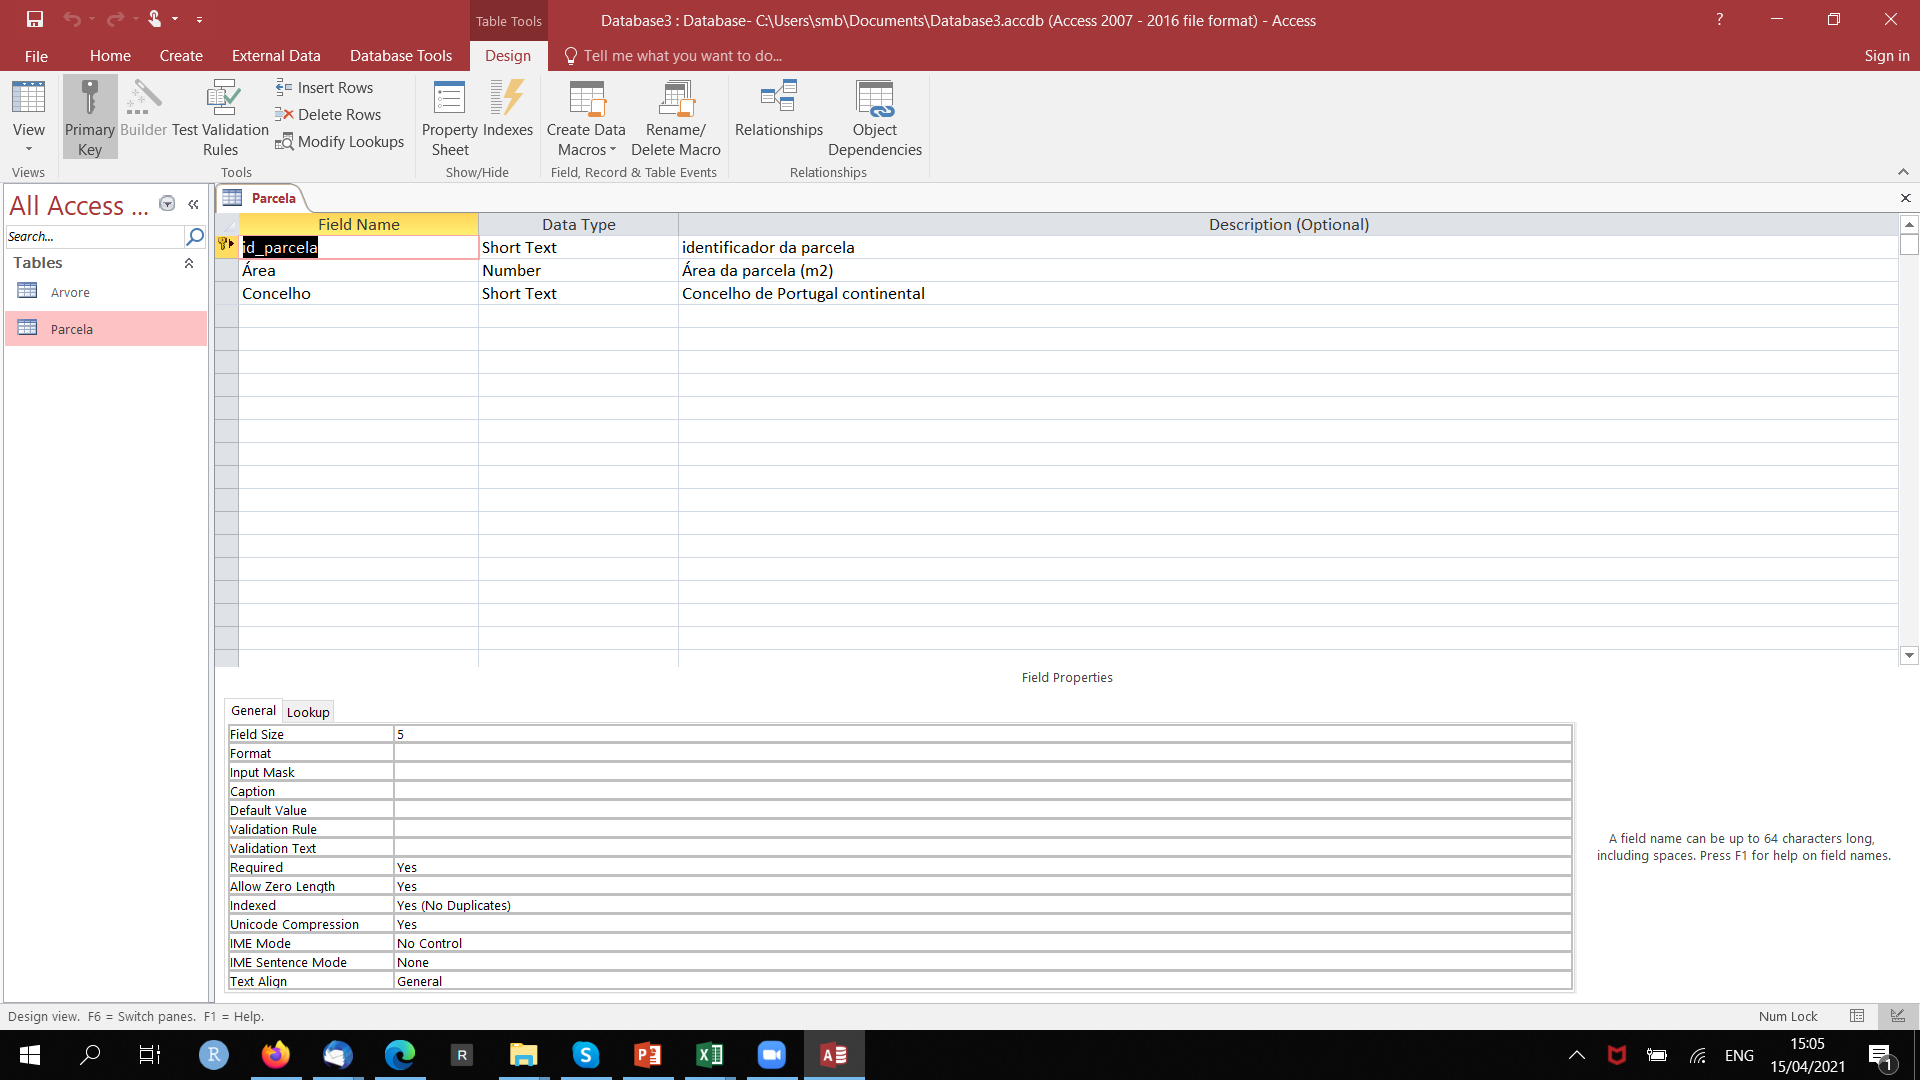 Table Tools
Database3 : Database- C:\Users\smb\Documents\Database3.accdb (Access 2007 - 2016 file format) - Access
File
Home
Create
External Data
Database Tools
Design
Tell me what you want to do...
Sign in
View
Primary
Key
Builder
Test Validation
Rules
Insert Rows
Delete Rows
Modify Lookups
Property
Sheet
Indexes
Create Data
Macros
Rename/
Delete Macro
Relationships
Object
Dependencies
Views
Tools
Show/Hide
Field, Record & Table Events
Relationships
All Access ...
Search...
Tables
Arvore
Parcela
Parcela
Field Name Data Type Description (Optional)
id_parcela Short Text identificador da parcela
Área Number Área da parcela (m2)
Concelho Short Text Concelho de Portugal continental
Field Properties
General Lookup
Field Size 5
Format
Input Mask
Caption
Default Value
Validation Rule
Validation Text
Required Yes
Allow Zero Length Yes
Indexed Yes (No Duplicates)
Unicode Compression Yes
IME Mode No Control
IME Sentence Mode None
Text Align General
A field name can be up to 64 characters long,
including spaces. Press F1 for help on field names.
Design view. F6 = Switch panes. F1 = Help.
Num Lock
ENG
15:05
15/04/2021
1